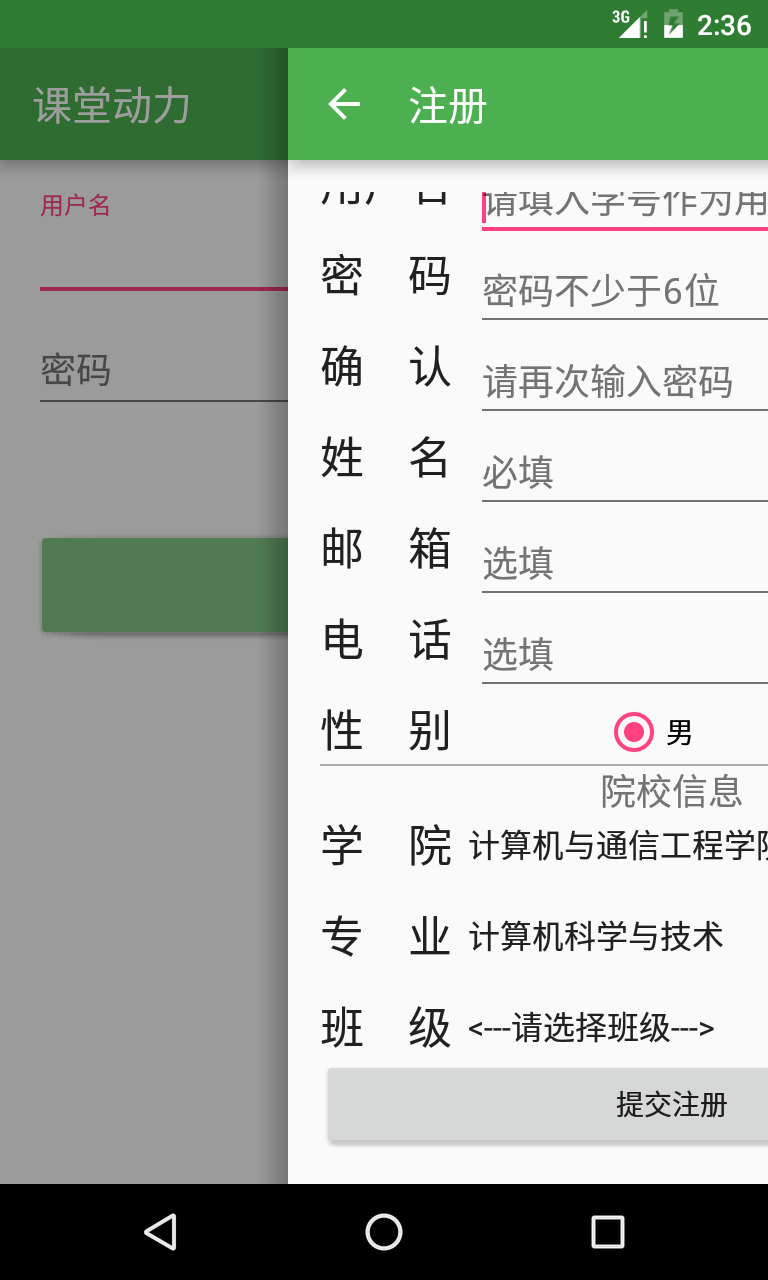 3G 2:36
课堂动力
注册
用户名
密码
用户名 请填入学号作为用
密 码 密码不少于6位
确 认 请再次输入密码
姓 名 必填
邮 箱 选填
电 话 选填
性 别 男
院校信息
学 院 计算机与通信工程学院
专 业 计算机科学与技术
班 级 <---请选择班级--->
提交注册